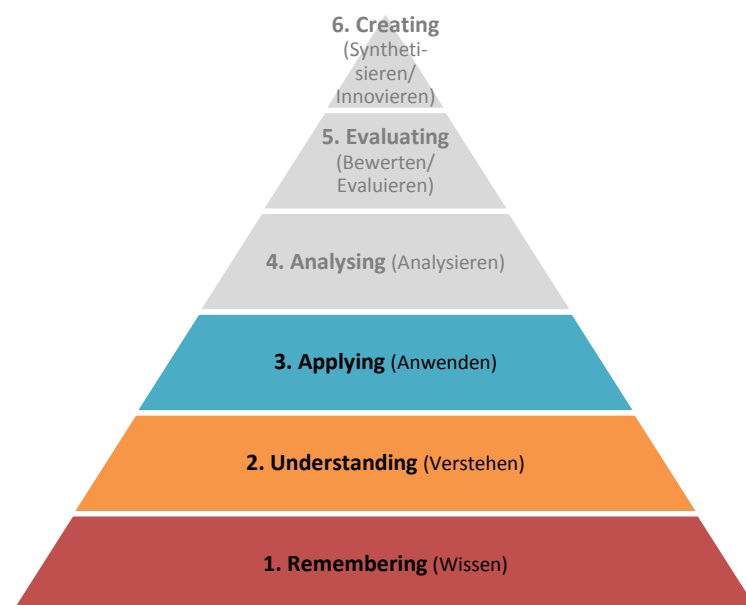 6. Creating
(Syntheti-
sieren/
Innovieren)
5. Evaluating
(Bewerten/
Evaluieren)
4. Analysing (Analysieren)
3. Applying (Anwenden)
2. Understanding (Verstehen)
1. Remembering (Wissen)